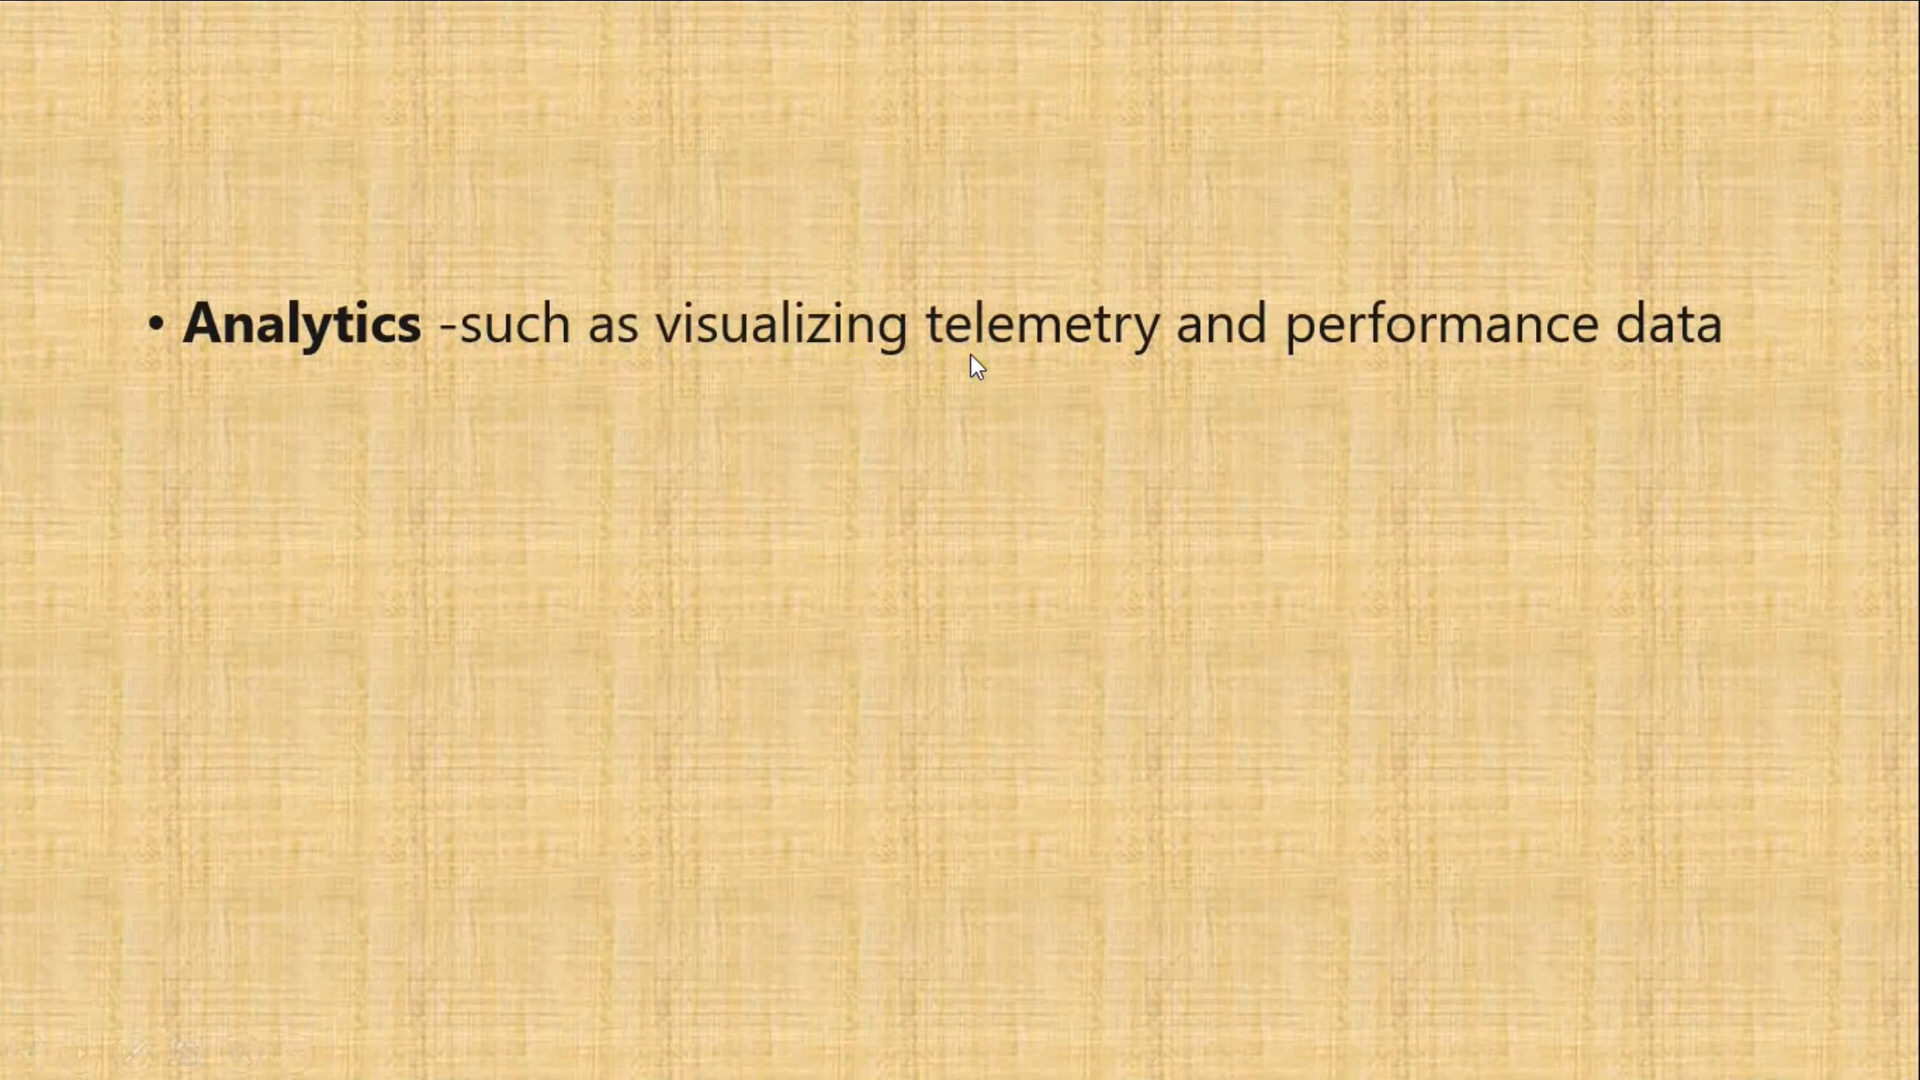 • Analytics -such as visualizing telemetry and performance data